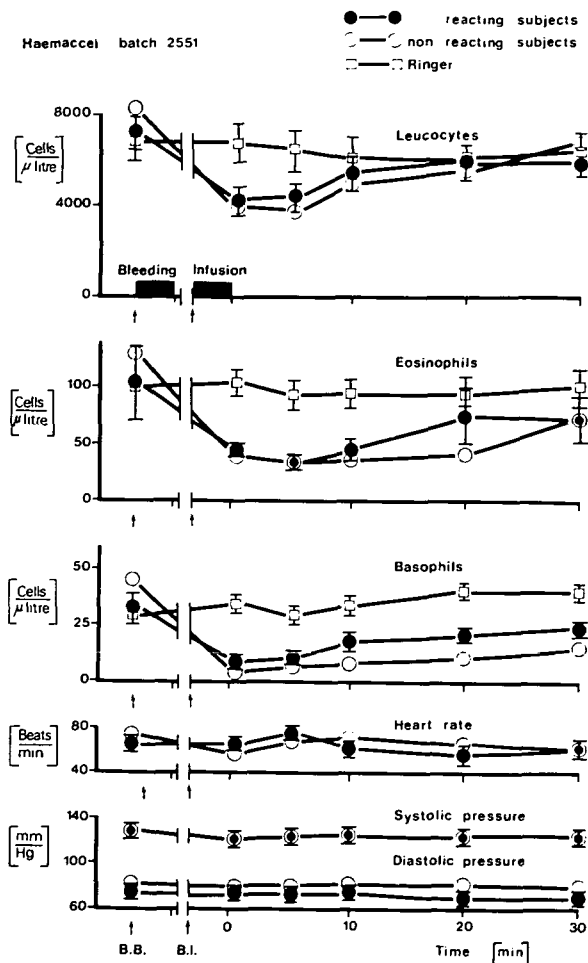 reacting subjects
Haemaccel batch 2551
non reacting subjects
Ringer
8000
Leucocytes
[Cells/µ litre]
4000
Bleeding Infusion
0
Eosinophils
100
[Cells/µ litre]
50
0
50
Basophils
[Cells/µ litre]
25
0
80
Heart rate
[Beats/min]
40
140
Systolic pressure
[mm/Hg]
100
Diastolic pressure
60
0 10 20 30
B.B. B.I. Time [min]